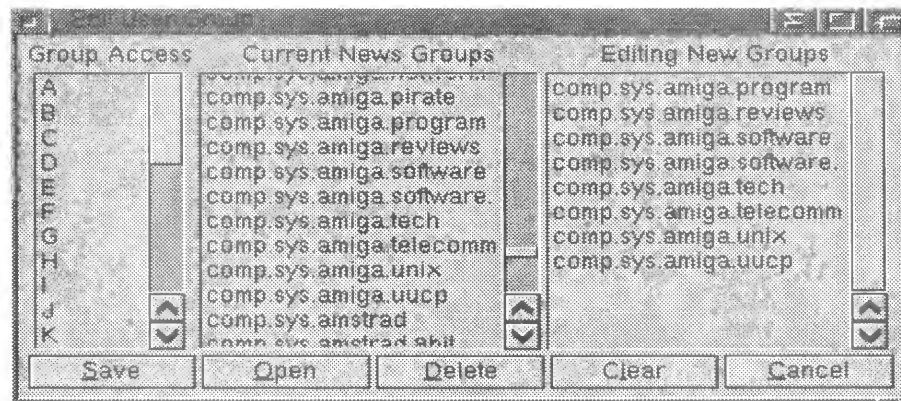 Edit User Group
Group Access
Current News Groups
Editing New Groups
A
B
C
D
E
F
G
H
I
J
K
comp.sys.amiga.pirate
comp.sys.amiga.program
comp.sys.amiga.reviews
comp.sys.amiga.software
comp.sys.amiga.software.
comp.sys.amiga.tech
comp.sys.amiga.telecomm
comp.sys.amiga.unix
comp.sys.amiga.uucp
comp.sys.amstrad
comp.sys.amiga.program
comp.sys.amiga.reviews
comp.sys.amiga.software
comp.sys.amiga.software.
comp.sys.amiga.tech
comp.sys.amiga.telecomm
comp.sys.amiga.unix
comp.sys.amiga.uucp
Save
Open
Delete
Clear
Cancel